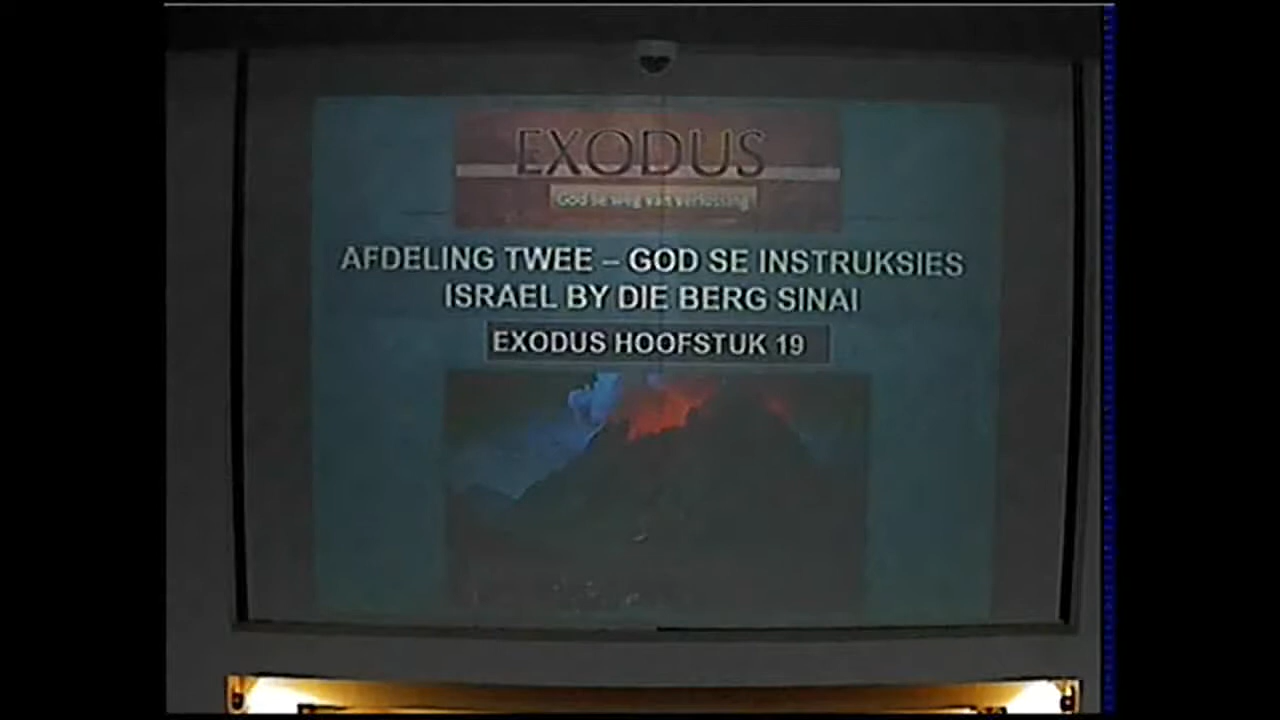 EXODUS
God se weg van verlossing
AFDELING TWEE – GOD SE INSTRUKSIES
ISRAEL BY DIE BERG SINAI
EXODUS HOOFSTUK 19